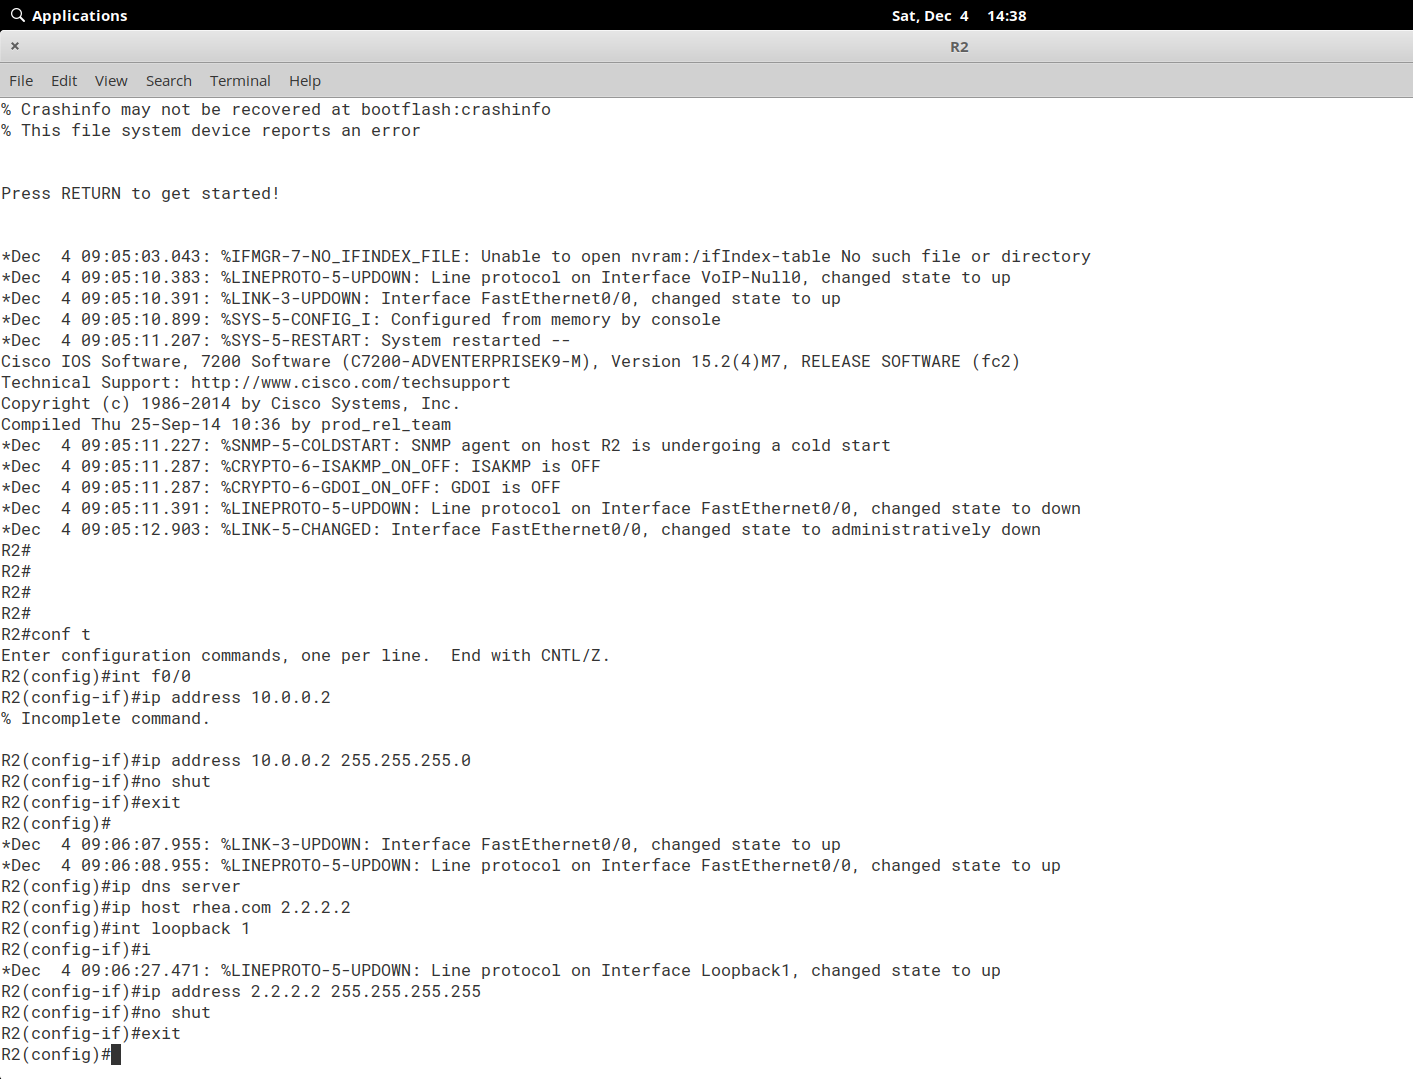 Applications
Sat, Dec  4    14:38
×
R2
File    Edit    View    Search    Terminal    Help
% Crashinfo may not be recovered at bootflash:crashinfo
% This file system device reports an error
Press RETURN to get started!
*Dec  4 09:05:03.043: %IFMGR-7-NO_IFINDEX_FILE: Unable to open nvram:/ifIndex-table No such file or directory
*Dec  4 09:05:10.383: %LINEPROTO-5-UPDOWN: Line protocol on Interface VoIP-Null0, changed state to up
*Dec  4 09:05:10.391: %LINK-3-UPDOWN: Interface FastEthernet0/0, changed state to up
*Dec  4 09:05:10.899: %SYS-5-CONFIG_I: Configured from memory by console
*Dec  4 09:05:11.207: %SYS-5-RESTART: System restarted --
Cisco IOS Software, 7200 Software (C7200-ADVENTERPRISEK9-M), Version 15.2(4)M7, RELEASE SOFTWARE (fc2)
Technical Support: http://www.cisco.com/techsupport
Copyright (c) 1986-2014 by Cisco Systems, Inc.
Compiled Thu 25-Sep-14 10:36 by prod_rel_team
*Dec  4 09:05:11.227: %SNMP-5-COLDSTART: SNMP agent on host R2 is undergoing a cold start
*Dec  4 09:05:11.287: %CRYPTO-6-ISAKMP_ON_OFF: ISAKMP is OFF
*Dec  4 09:05:11.287: %CRYPTO-6-GDOI_ON_OFF: GDOI is OFF
*Dec  4 09:05:11.391: %LINEPROTO-5-UPDOWN: Line protocol on Interface FastEthernet0/0, changed state to down
*Dec  4 09:05:12.903: %LINK-5-CHANGED: Interface FastEthernet0/0, changed state to administratively down
R2#
R2#
R2#
R2#
R2#conf t
Enter configuration commands, one per line.  End with CNTL/Z.
R2(config)#int f0/0
R2(config-if)#ip address 10.0.0.2
% Incomplete command.
R2(config-if)#ip address 10.0.0.2 255.255.255.0
R2(config-if)#no shut
R2(config-if)#exit
R2(config)#
*Dec  4 09:06:07.955: %LINK-3-UPDOWN: Interface FastEthernet0/0, changed state to up
*Dec  4 09:06:08.955: %LINEPROTO-5-UPDOWN: Line protocol on Interface FastEthernet0/0, changed state to up
R2(config)#ip dns server
R2(config)#ip host rhea.com 2.2.2.2
R2(config)#int loopback 1
R2(config-if)#i
*Dec  4 09:06:27.471: %LINEPROTO-5-UPDOWN: Line protocol on Interface Loopback1, changed state to up
R2(config-if)#ip address 2.2.2.2 255.255.255.255
R2(config-if)#no shut
R2(config-if)#exit
R2(config)#